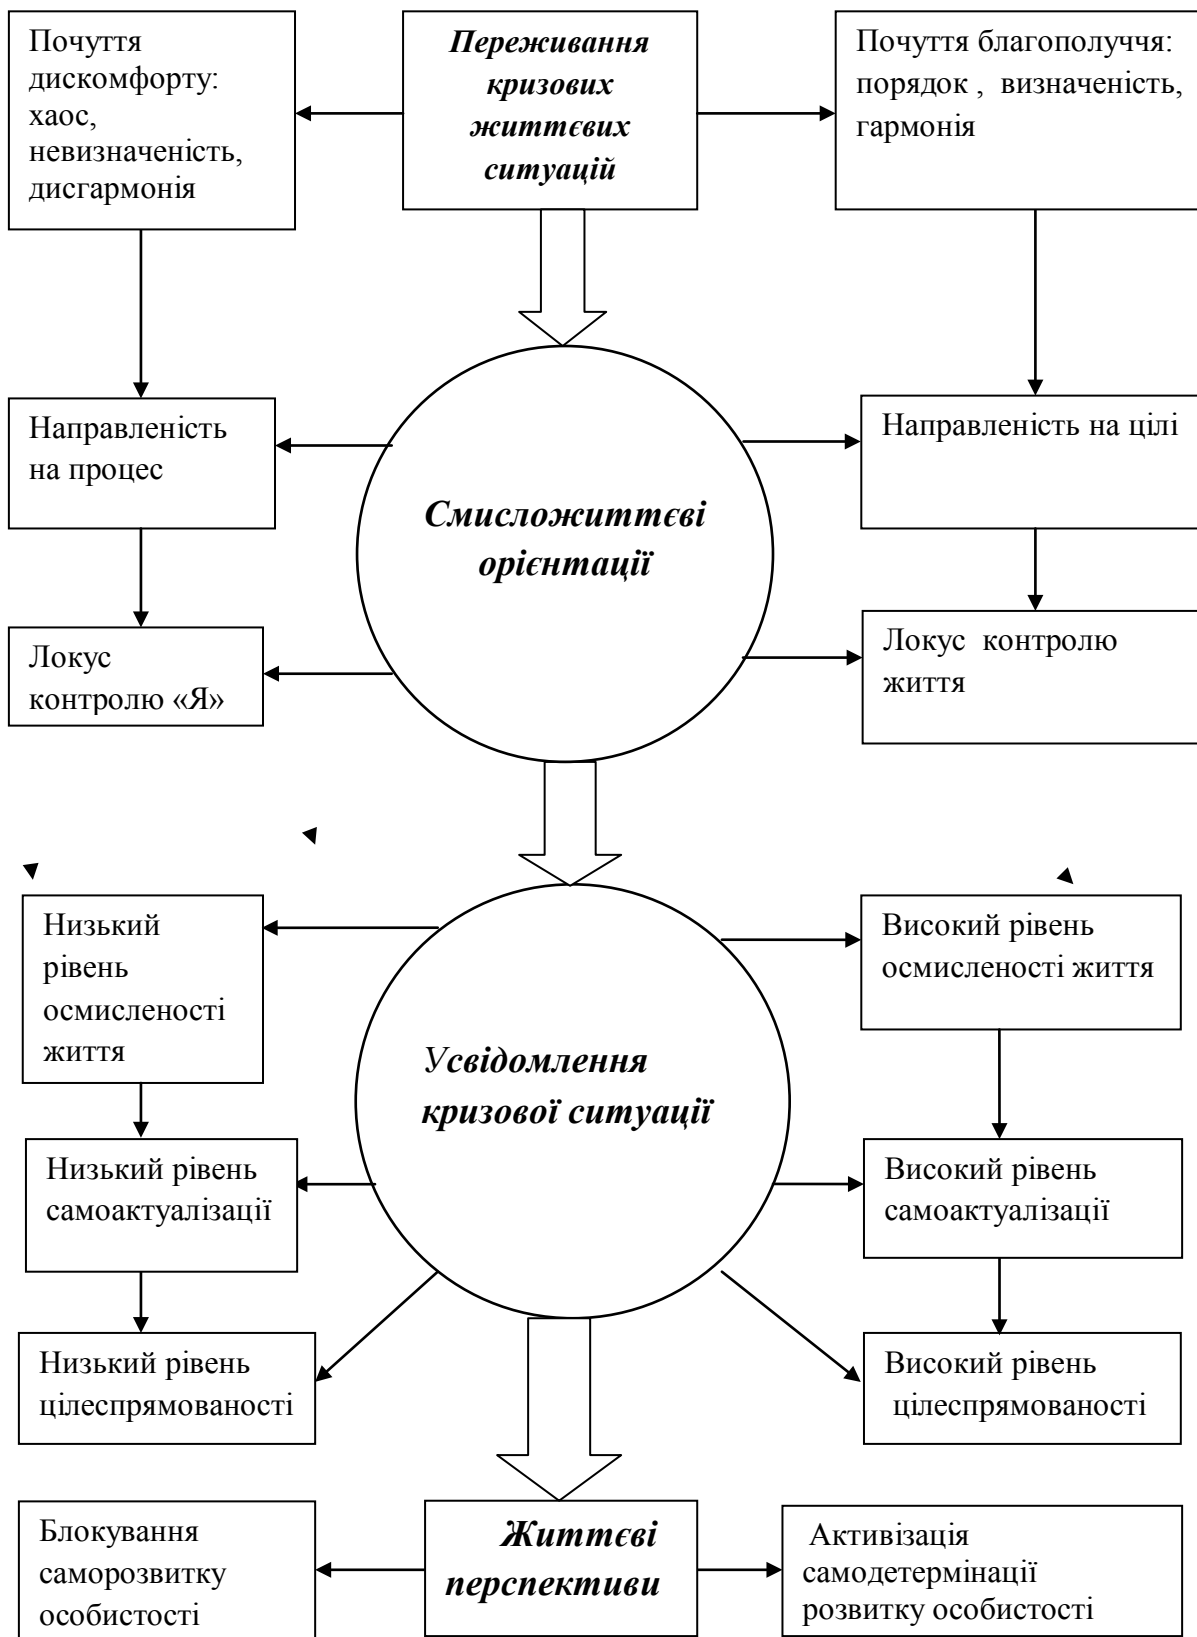 Почуття
дискомфорту:
хаос,
невизначеність,
дисгармонія
Переживання
кризових
життєвих
ситуацій
Почуття благополуччя:
порядок , визначеність,
гармонія
Направленість
на процес
Смисложиттєві
орієнтації
Направленість на цілі
Локус
контролю «Я»
Локус контролю
життя
Низький
рівень
осмисленості
життя
Усвідомлення
кризової ситуації
Високий рівень
осмисленості життя
Низький рівень
самоактуалізації
Високий рівень
самоактуалізації
Низький рівень
цілеспрямованості
Високий рівень
цілеспрямованості
Блокування
саморозвитку
особистості
Життєві
перспективи
Активізація
самодетермінації
розвитку особистості